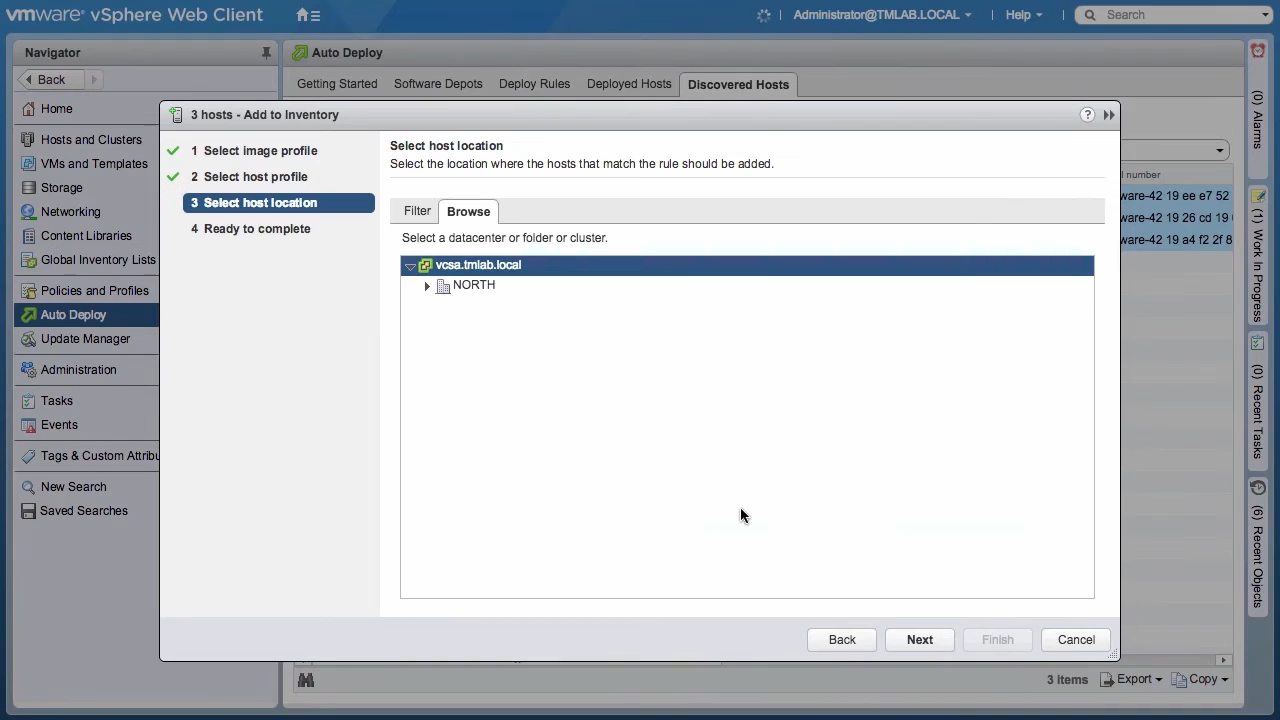 vmware® vSphere Web Client
Administrator@TMLAB.LOCAL
Help
Search
Navigator
Back
Home
Hosts and Clusters
VMs and Templates
Storage
Networking
Content Libraries
Global Inventory Lists
Policies and Profiles
Auto Deploy
Update Manager
Administration
Tasks
Events
Tags & Custom Attribu
New Search
Saved Searches
Auto Deploy
Getting Started
Software Depots
Deploy Rules
Deployed Hosts
Discovered Hosts
3 hosts - Add to Inventory
?
1 Select image profile
2 Select host profile
3 Select host location
4 Ready to complete
Select host location
Select the location where the hosts that match the rule should be added.
Filter
Browse
Select a datacenter or folder or cluster.
vcsa.tmlab.local
NORTH
Back
Next
Finish
Cancel
l number
ware-42 19 ee e7 52
ware-42 19 26 cd 19
ware-42 19 a4 f2 2f 8
3 items
Export
Copy
(0) Alarms
(1) Work In Progress
(0) Recent Tasks
(6) Recent Objects